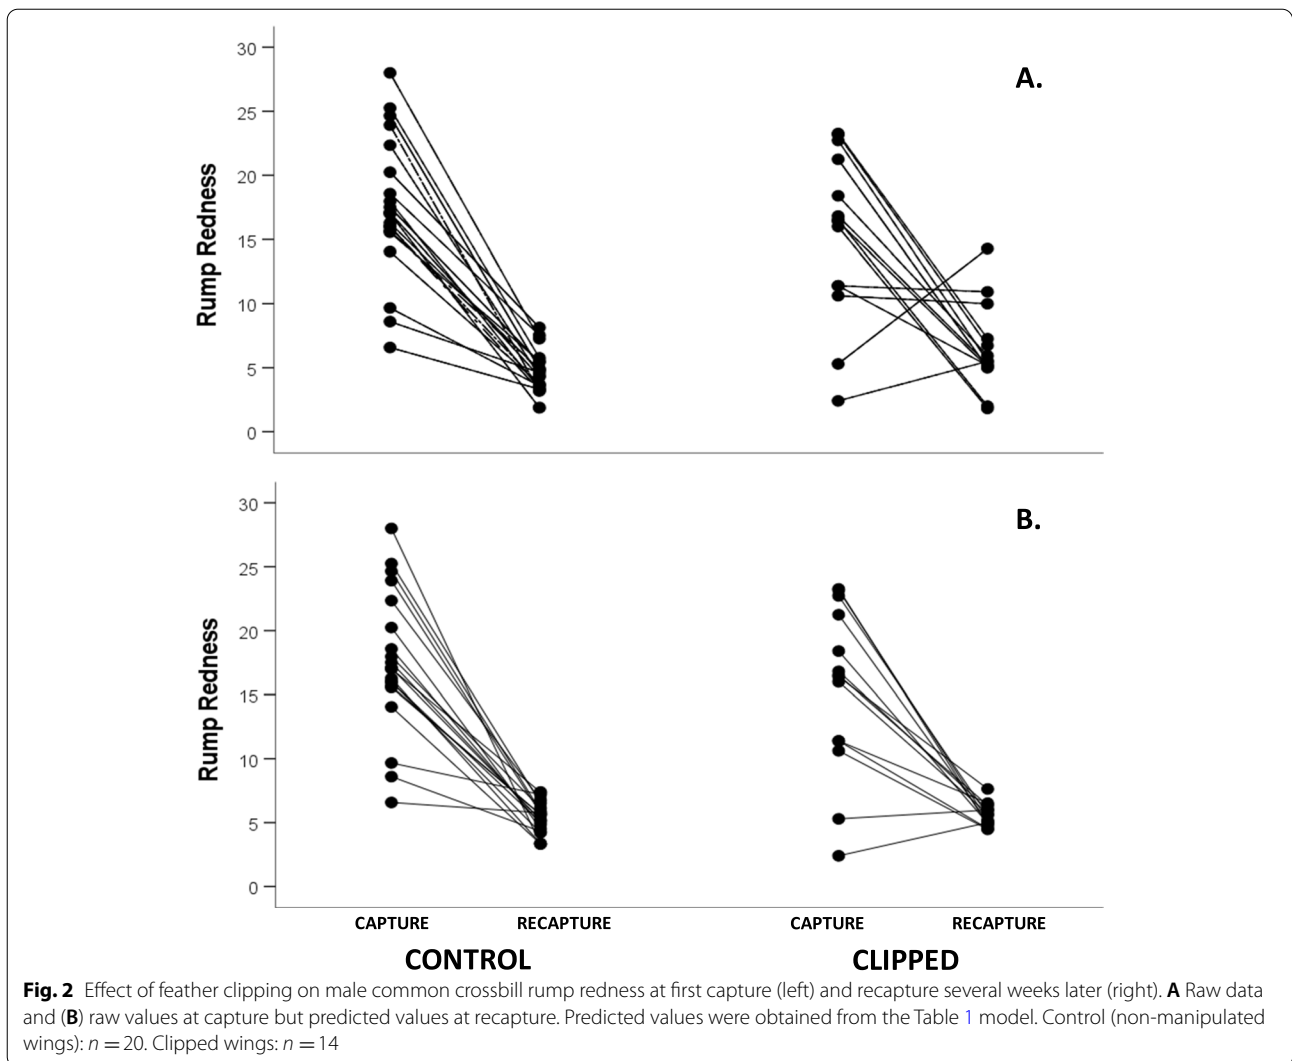 A.
Rump Redness
30
25
20
15
10
5
0
B.
Rump Redness
30
25
20
15
10
5
0
CAPTURE RECAPTURE CAPTURE RECAPTURE
CONTROL CLIPPED
Fig. 2 Effect of feather clipping on male common crossbill rump redness at first capture (left) and recapture several weeks later (right). A Raw data
and (B) raw values at capture but predicted values at recapture. Predicted values were obtained from the Table 1 model. Control (non-manipulated
wings): n = 20. Clipped wings: n = 14